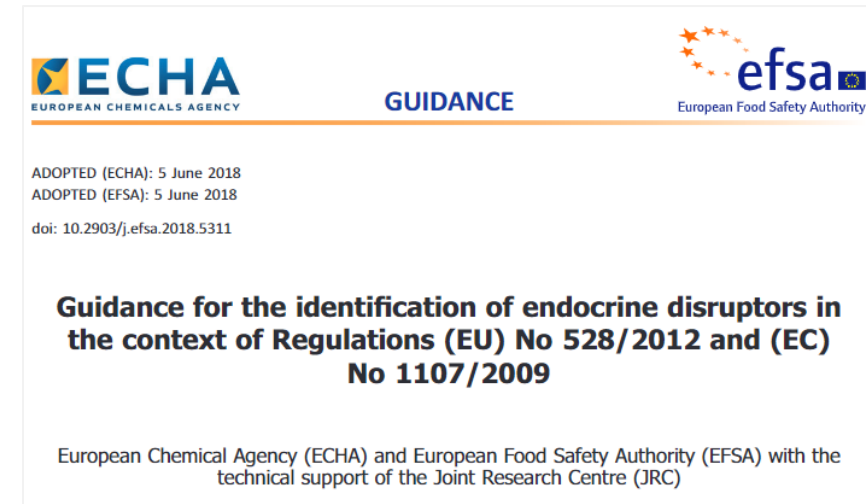 ECHA
EUROPEAN CHEMICALS AGENCY
GUIDANCE
efsa
European Food Safety Authority
ADOPTED (ECHA): 5 June 2018
ADOPTED (EFSA): 5 June 2018
doi: 10.2903/j.efsa.2018.5311
Guidance for the identification of endocrine disruptors in
the context of Regulations (EU) No 528/2012 and (EC)
No 1107/2009
European Chemical Agency (ECHA) and European Food Safety Authority (EFSA) with the
technical support of the Joint Research Centre (JRC)